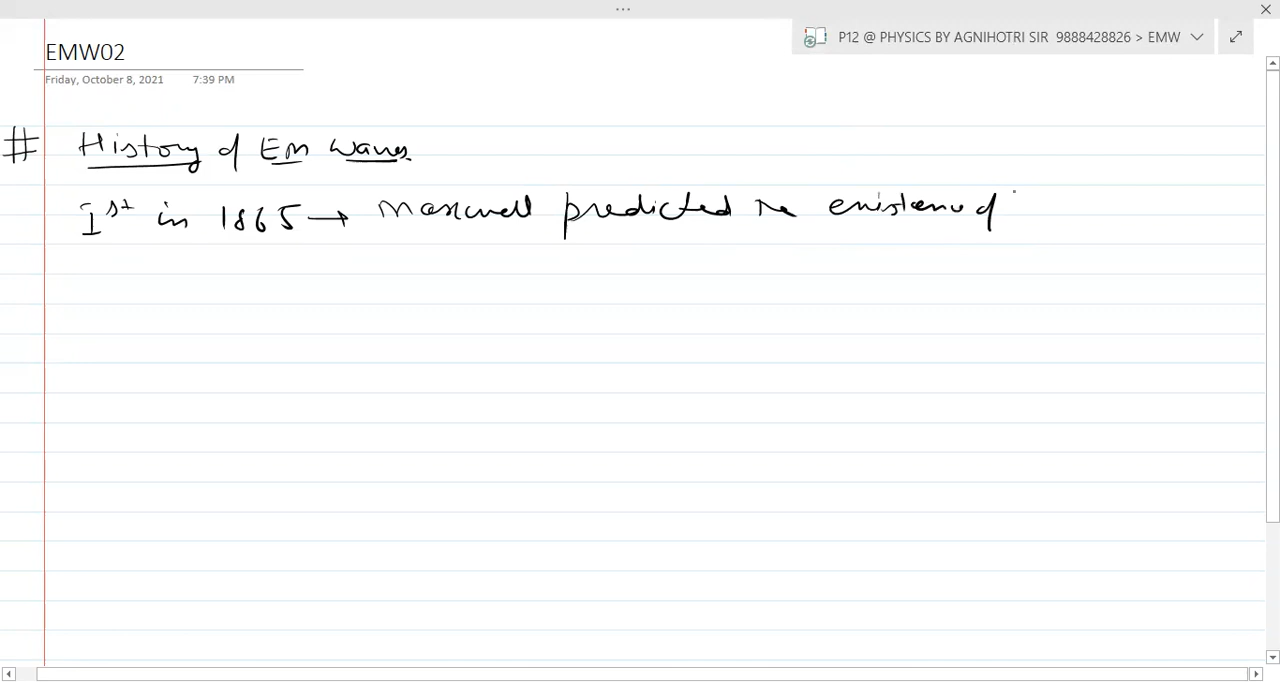 ...
P12 @ PHYSICS BY AGNIHOTRI SIR 9888428826 > EMW
EMW02
Friday, October 8, 2021 7:39 PM
# History of EM Waves
Ist in 1865 → Maxwell predicted the existence of